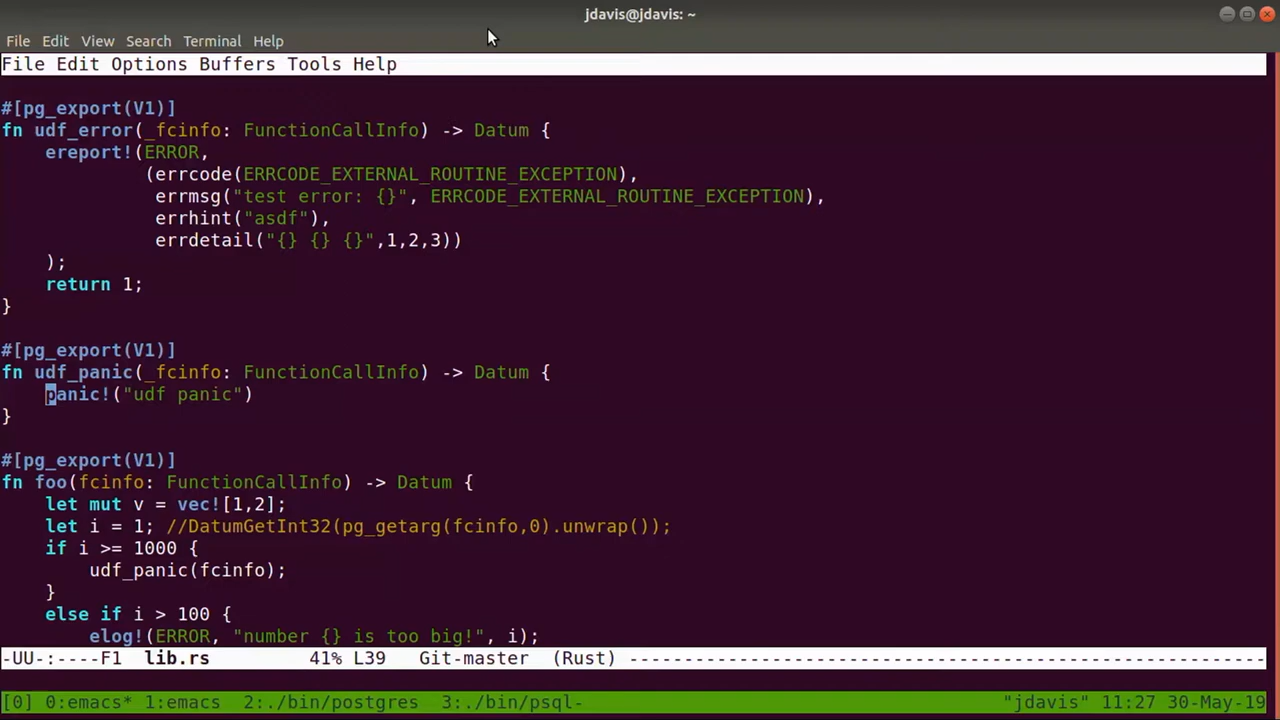 jdavis@jdavis: ~
File Edit View Search Terminal Help
File Edit Options Buffers Tools Help
#[pg_export(V1)]
fn udf_error(_fcinfo: FunctionCallInfo) -> Datum {
    ereport!(ERROR,
             (errcode(ERRCODE_EXTERNAL_ROUTINE_EXCEPTION),
              errmsg("test error: {}", ERRCODE_EXTERNAL_ROUTINE_EXCEPTION),
              errhint("asdf"),
              errdetail("{} {} {}",1,2,3))
    );
    return 1;
}
#[pg_export(V1)]
fn udf_panic(_fcinfo: FunctionCallInfo) -> Datum {
    panic!("udf panic")
}
#[pg_export(V1)]
fn foo(fcinfo: FunctionCallInfo) -> Datum {
    let mut v = vec![1,2];
    let i = 1; //DatumGetInt32(pg_getarg(fcinfo,0).unwrap());
    if i >= 1000 {
        udf_panic(fcinfo);
    }
    else if i > 100 {
        elog!(ERROR, "number {} is too big!", i);
-UU-:----F1  lib.rs         41% L39   Git-master  (Rust) ----------------------------------------------------------
[0] 0:emacs* 1:emacs  2:./bin/postgres  3:./bin/psql-                                      "jdavis" 11:27 30-May-19